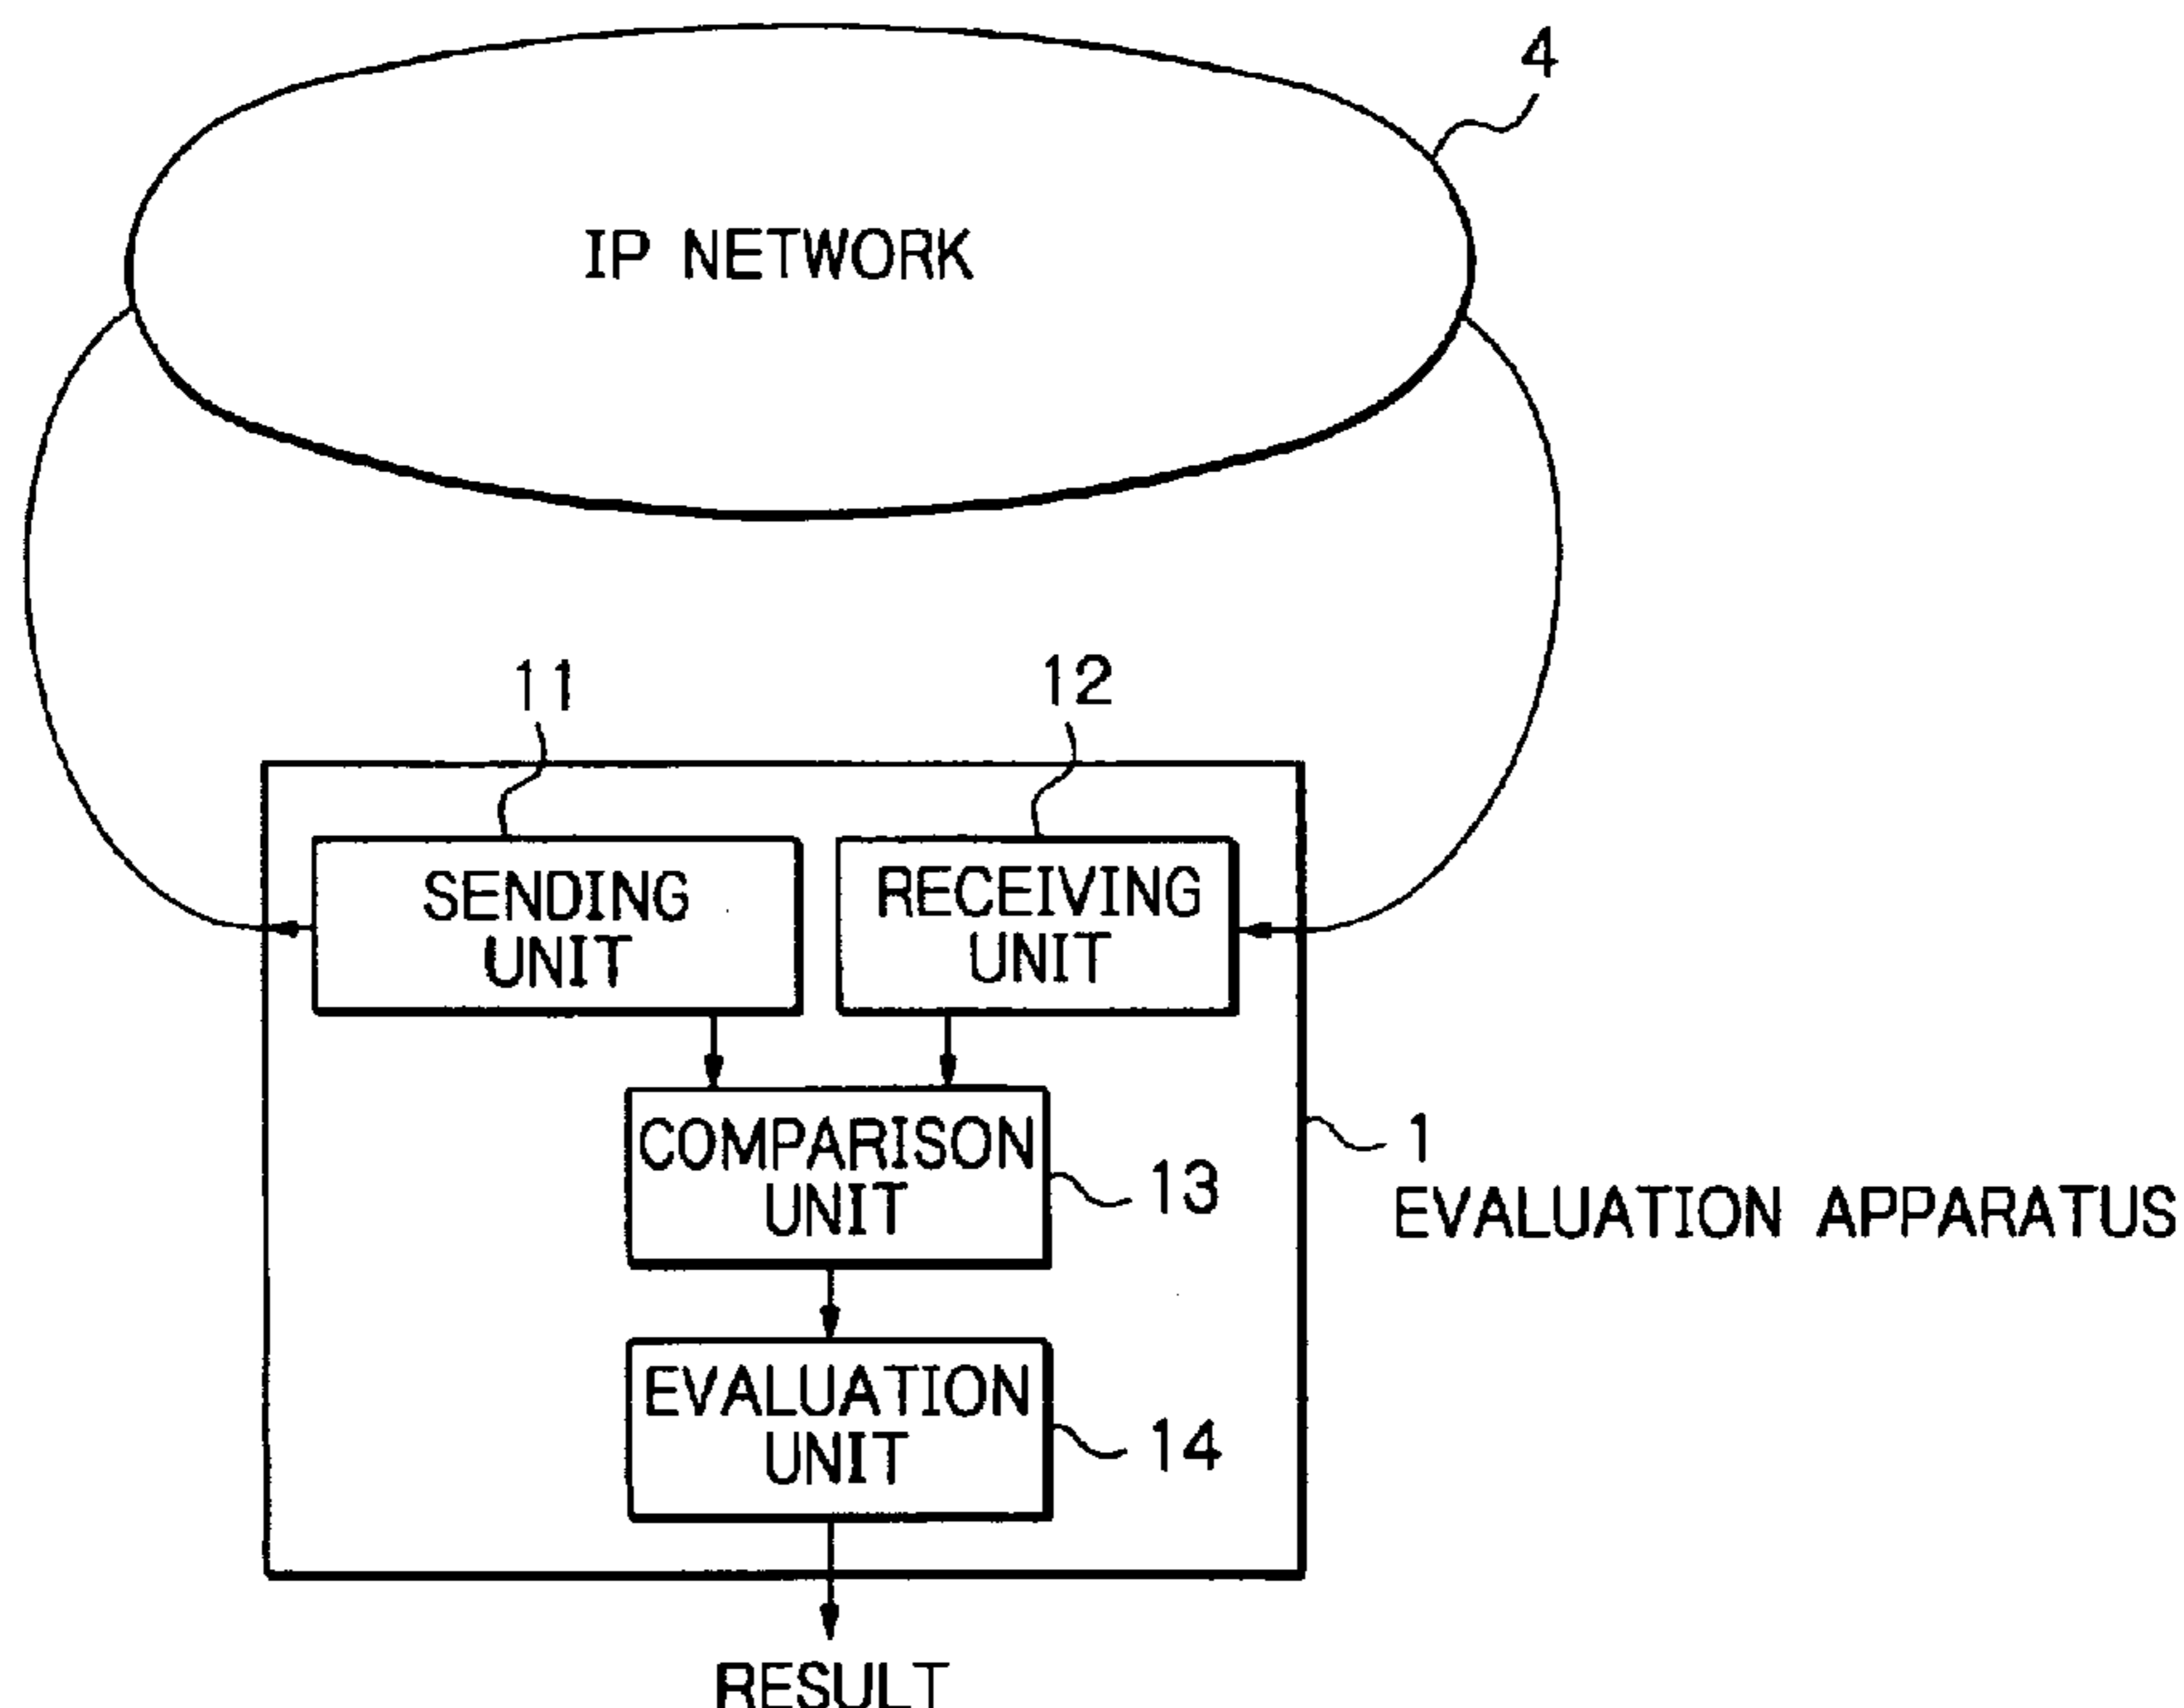 4
IP NETWORK
11
12
SENDING
UNIT
RECEIVING
UNIT
COMPARISON
UNIT
13
1
EVALUATION APPARATUS
EVALUATION
UNIT
14
RESULT